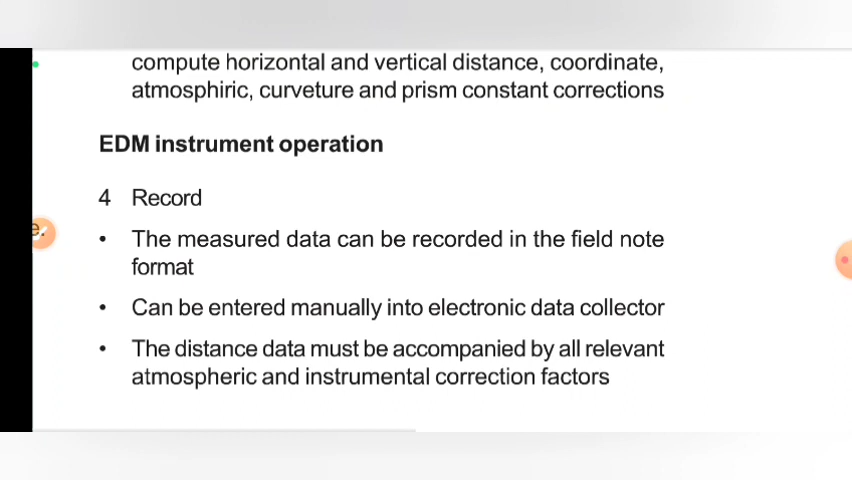 compute horizontal and vertical distance, coordinate,
atmosphiric, curveture and prism constant corrections
EDM instrument operation
4 Record
• The measured data can be recorded in the field note
format
• Can be entered manually into electronic data collector
• The distance data must be accompanied by all relevant
atmospheric and instrumental correction factors
e.